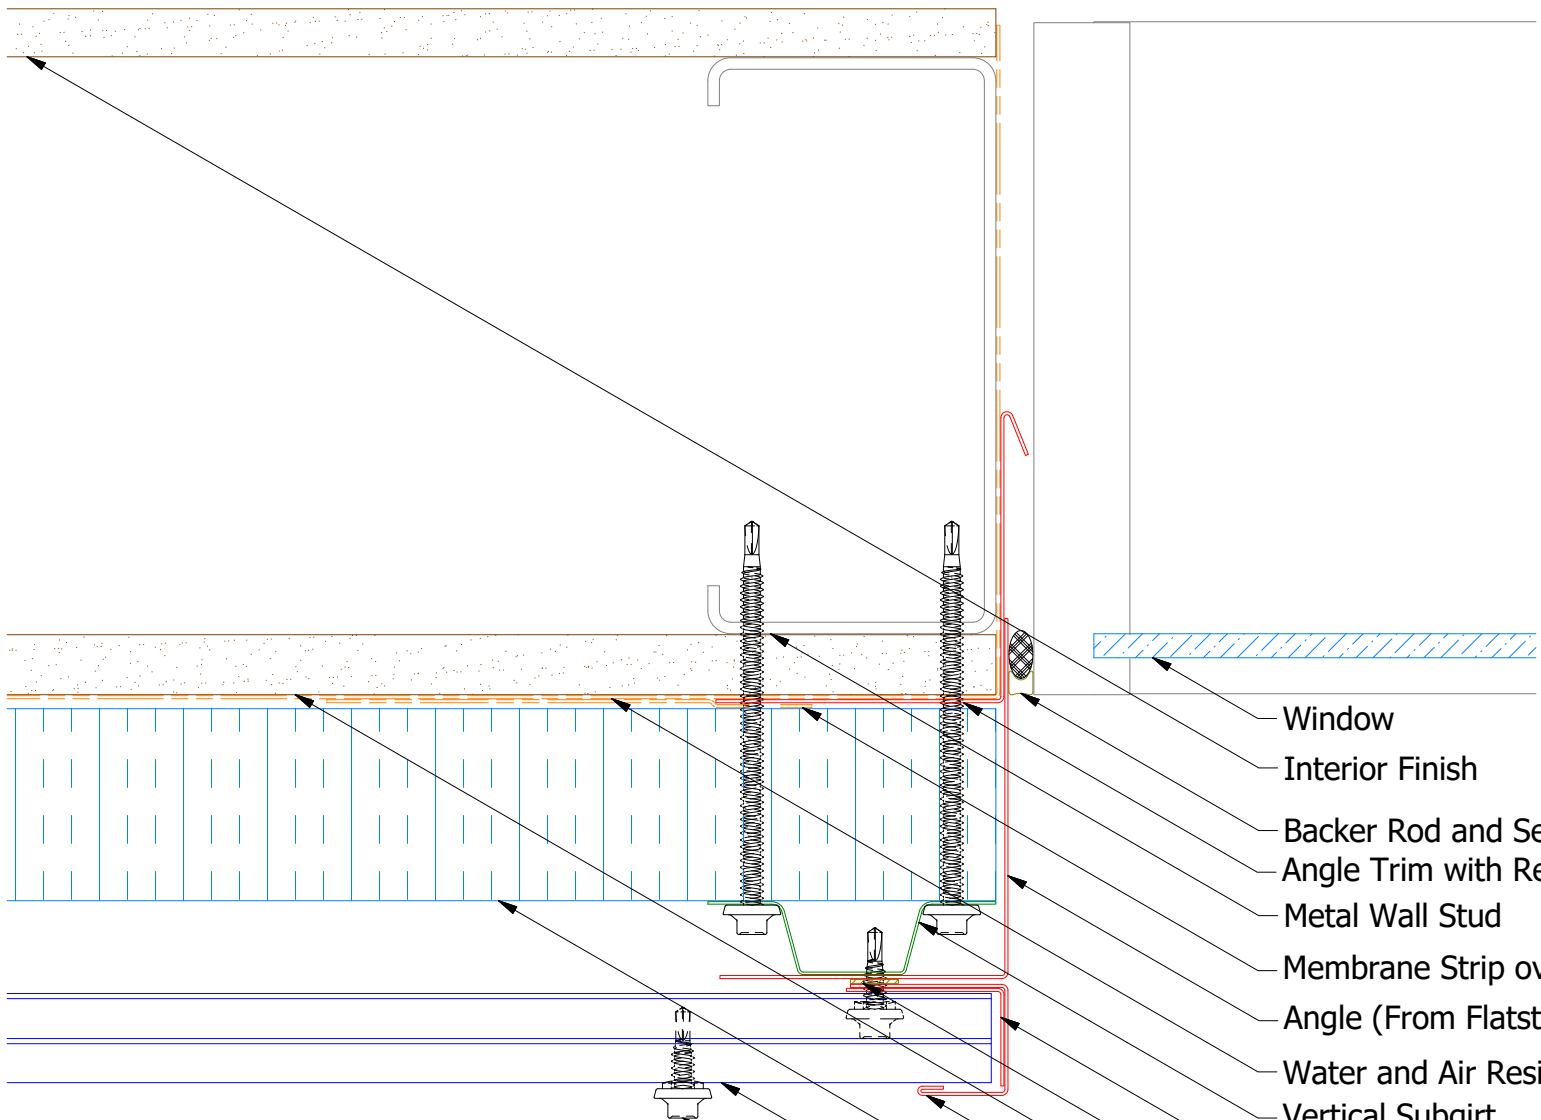 Window
Interior Finish
Backer Rod and Se
Angle Trim with Re
Metal Wall Stud
Membrane Strip ov
Angle (From Flatst
Water and Air Resi
Vertical Subgirt